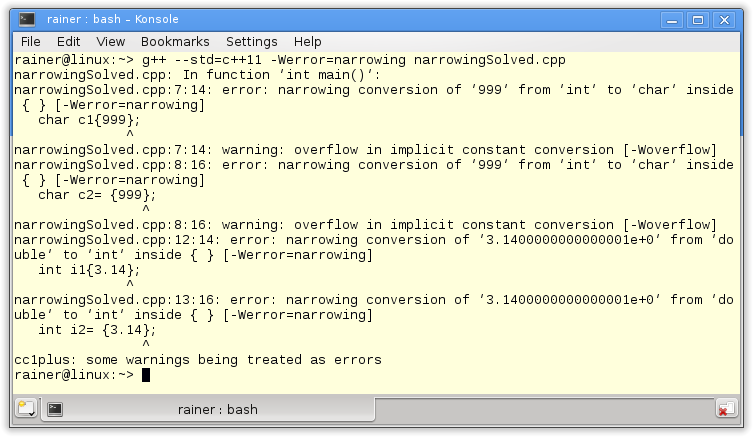 rainer : bash – Konsole
File Edit View Bookmarks Settings Help
rainer@linux:~> g++ --std=c++11 -Werror=narrowing narrowingSolved.cpp
narrowingSolved.cpp: In function ‘int main()’:
narrowingSolved.cpp:7:14: error: narrowing conversion of ‘999’ from ‘int’ to ‘char’ inside
 { } [-Werror=narrowing]
   char c1{999};
              ^
narrowingSolved.cpp:7:14: warning: overflow in implicit constant conversion [-Woverflow]
narrowingSolved.cpp:8:16: error: narrowing conversion of ‘999’ from ‘int’ to ‘char’ inside
 { } [-Werror=narrowing]
   char c2= {999};
                ^
narrowingSolved.cpp:8:16: warning: overflow in implicit constant conversion [-Woverflow]
narrowingSolved.cpp:12:14: error: narrowing conversion of ‘3.1400000000000001e+0’ from ‘do
uble’ to ‘int’ inside { } [-Werror=narrowing]
   int i1{3.14};
              ^
narrowingSolved.cpp:13:16: error: narrowing conversion of ‘3.1400000000000001e+0’ from ‘do
uble’ to ‘int’ inside { } [-Werror=narrowing]
   int i2= {3.14};
                ^
cc1plus: some warnings being treated as errors
rainer@linux:~>
rainer : bash